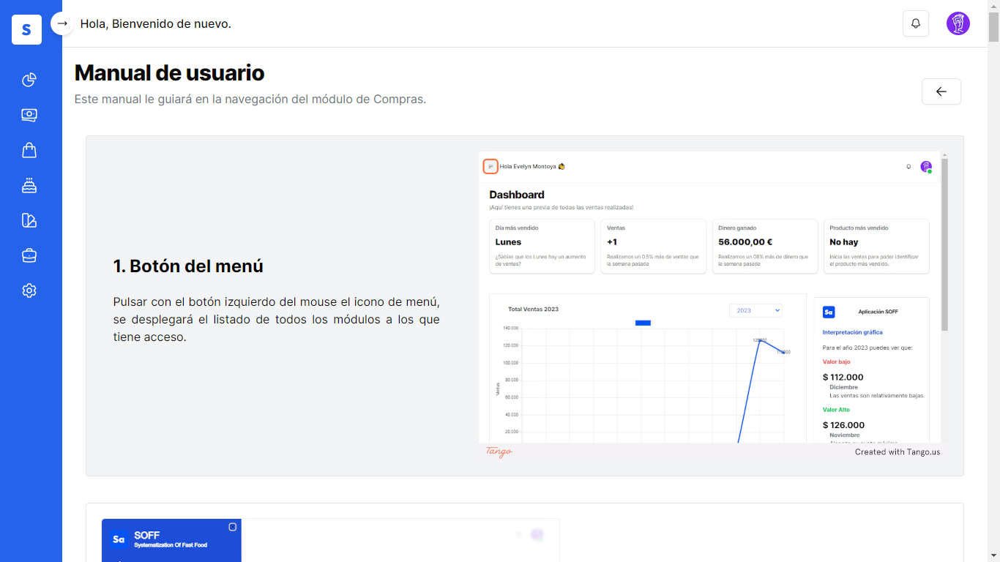 S
Hola, Bienvenido de nuevo.
Manual de usuario
Este manual le guiará en la navegación del módulo de Compras.
1. Botón del menú
Pulsar con el botón izquierdo del mouse el icono de menú,
se desplegará el listado de todos los módulos a los que
tiene acceso.
Hola Evelyn Montoya
Dashboard
¡Aquí tienes una previa de todas las ventas realizadas!
Día más vendido
Lunes
¿Sabías que los Lunes hay un aumento
de ventas?
Ventas
+1
Realizamos un 0,5% más de ventas que
la semana pasada
Dinero ganado
56.000,00 €
Realizamos un 08% más de dinero que
la semana pasada
Producto más vendido
No hay
Inicia las ventas para poder identificar
el producto más vendido.
Total Ventas 2023
2023
140.000
120.000
100.000
80.000
60.000
40.000
20.000
Ventas
Sa
Aplicación SOFF
Interpretación gráfica
Para el año 2023 puedes ver que:
Valor bajo
$ 112.000
Diciembre
Las ventas son relativamente bajas.
Valor Alto
$ 126.000
Noviembre
Tango
Created with Tango.us
Sa
SOFF
Systematization Of Fast Food